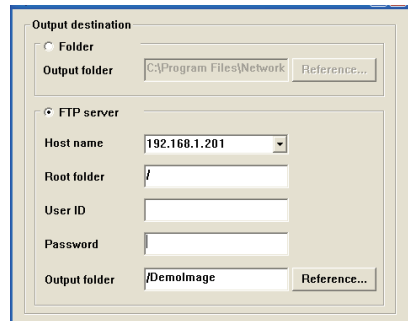 Output destination
Folder
Output folder C:\Program Files\Network Reference...
FTP server
Host name 192.168.1.201
Root folder /
User ID
Password
Output folder /DemoImage Reference...